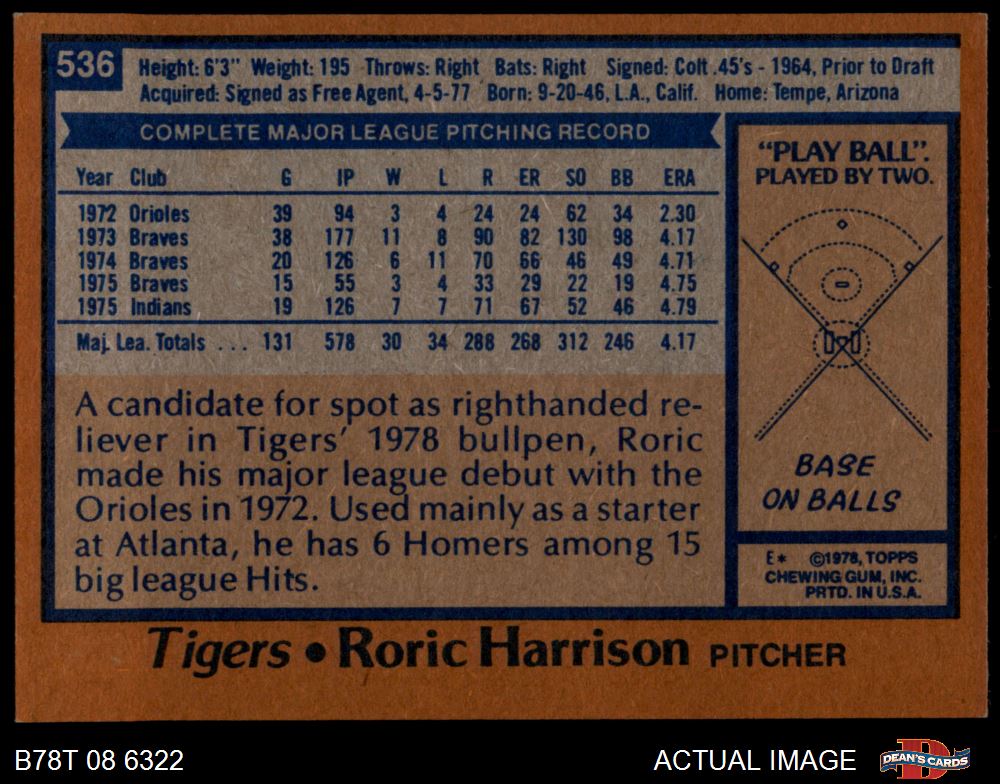 536
Height: 6'3" Weight: 195 Throws: Right Bats: Right Signed: Colt .45's - 1964, Prior to Draft
Acquired: Signed as Free Agent, 4-5-77 Born: 9-20-46, L.A., Calif. Home: Tempe, Arizona
COMPLETE MAJOR LEAGUE PITCHING RECORD
Year Club G IP W L R ER SO BB ERA
1972 Orioles 39 94 3 4 24 24 62 34 2.30
1973 Braves 38 177 11 8 90 82 130 98 4.17
1974 Braves 20 126 6 11 70 66 46 49 4.71
1975 Braves 15 55 3 4 33 29 22 19 4.75
1975 Indians 19 126 7 7 71 67 52 46 4.79
Maj. Lea. Totals ... 131 578 30 34 288 268 312 246 4.17
A candidate for spot as righthanded re-
liever in Tigers' 1978 bullpen, Roric
made his major league debut with the
Orioles in 1972. Used mainly as a starter
at Atlanta, he has 6 Homers among 15
big league Hits.
"PLAY BALL".
PLAYED BY TWO.
BASE
ON BALLS
E* ©1978, TOPPS
CHEWING GUM, INC.
PRTD. IN U.S.A.
Tigers • Roric Harrison PITCHER
B78T 08 6322
ACTUAL IMAGE
D
DEAN'S CARDS